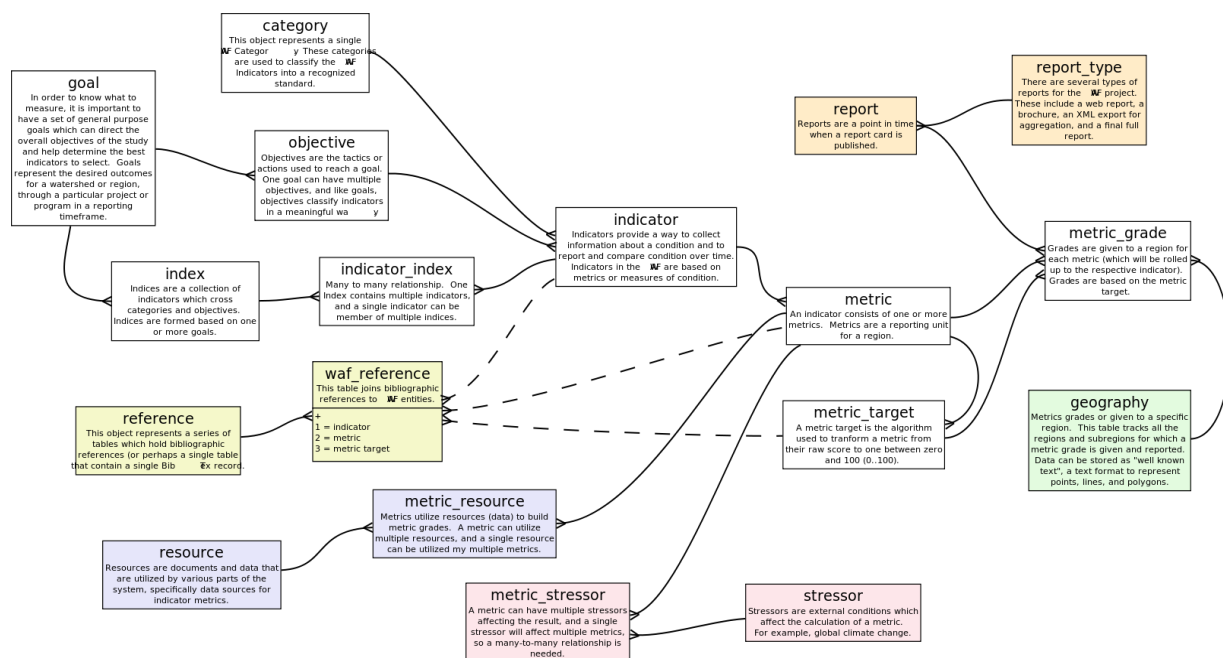 category
This object represents a single
WAF Category. These categories
are used to classify the WAF
Indicators into a recognized
standard.
goal
In order to know what to
measure, it is important to
have a set of general purpose
goals which can direct the
overall objectives of the study
and help determine the best
indicators to select. Goals
represent the desired outcomes
for a watershed or region,
through a particular project or
program in a reporting
timeframe.
objective
Objectives are the tactics or
actions used to reach a goal.
One goal can have multiple
objectives, and like goals,
objectives classify indicators
in a meaningful way
report_type
There are several types of
reports for the WAF project.
These include a web report, a
brochure, an XML export for
aggregation, and a final full
report.
report
Reports are a point in time
when a report card is
published.
indicator
Indicators provide a way to collect
information about a condition and to
report and compare condition over time.
Indicators in the WAF are based on
metrics or measures of condition.
metric_grade
Grades are given to a region for
each metric (which will be rolled
up to the respective indicator).
Grades are based on the metric
target.
index
Indices are a collection of
indicators which cross
categories and objectives.
Indices are formed based on one
or more goals.
indicator_index
Many to many relationship. One
Index contains multiple indicators,
and a single indicator can be
member of multiple indices.
metric
An indicator consists of one or more
metrics. Metrics are a reporting unit
for a region.
waf_reference
This table joins bibliographic
references to WAF entities.
+
1 = indicator
2 = metric
3 = metric target
reference
This object represents a series of
tables which hold bibliographic
references (or perhaps a single table
that contain a single BibTex record.
metric_target
A metric target is the algorithm
used to tranform a metric from
their raw score to one between zero
and 100 (0..100).
geography
Metrics grades or given to a specific
region. This table tracks all the
regions and subregions for which a
metric grade is given and reported.
Data can be stored as "well known
text", a text format to represent
points, lines, and polygons.
metric_resource
Metrics utilize resources (data) to build
metric grades. A metric can utilize
multiple resources, and a single resource
can be utilized my multiple metrics.
resource
Resources are documents and data that
are utilized by various parts of the
system, specifically data sources for
indicator metrics.
metric_stressor
A metric can have multiple stressors
affecting the result, and a single
stressor will affect multiple metrics,
so a many-to-many relationship is
needed.
stressor
Stressors are external conditions which
affect the calculation of a metric.
For example, global climate change.